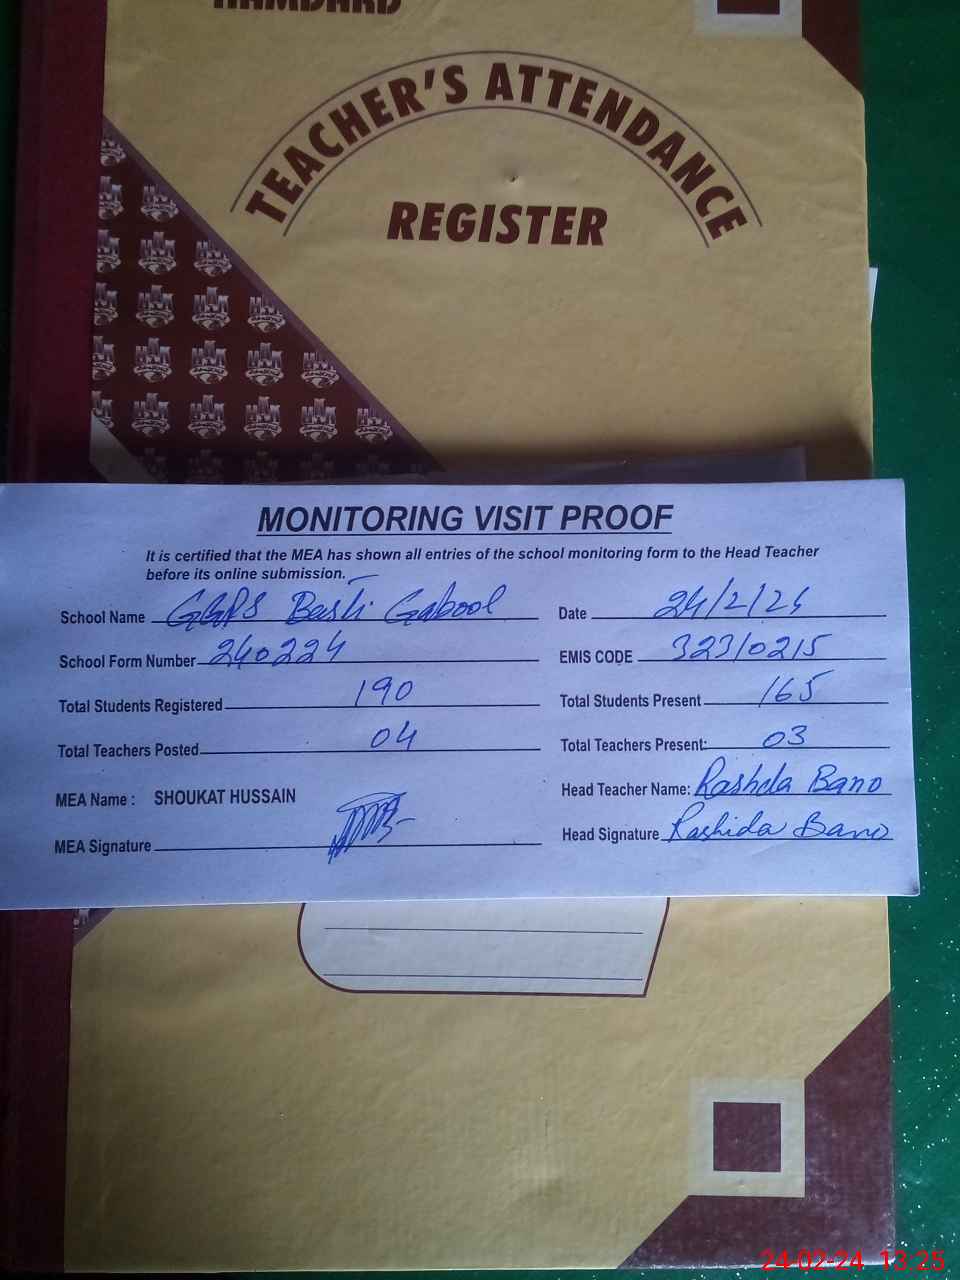 HAMDARD
TEACHER'S ATTENDANCE
REGISTER
MONITORING VISIT PROOF
It is certified that the MEA has shown all entries of the school monitoring form to the Head Teacher
before its online submission.
School Name GGPS Basti Gabool Date 24/2/24
School Form Number 240224 EMIS CODE 32310215
Total Students Registered 190 Total Students Present 165
Total Teachers Posted 04 Total Teachers Present: 03
MEA Name : SHOUKAT HUSSAIN Head Teacher Name: Rashda Bano
MEA Signature Head Signature Rashida Bano
24-02-24 13:25